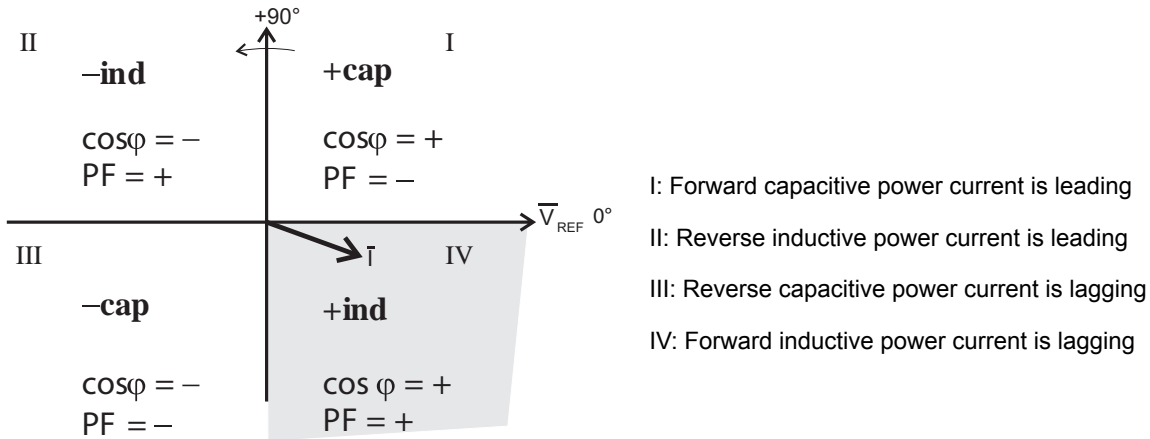 +90°
II
I
–ind
+cap
cosφ = –
PF = +
cosφ = +
PF = –
V REF 0°
I
III
IV
–cap
+ind
cosφ = –
PF = –
cos φ = +
PF = +
I: Forward capacitive power current is leading
II: Reverse inductive power current is leading
III: Reverse capacitive power current is lagging
IV: Forward inductive power current is lagging